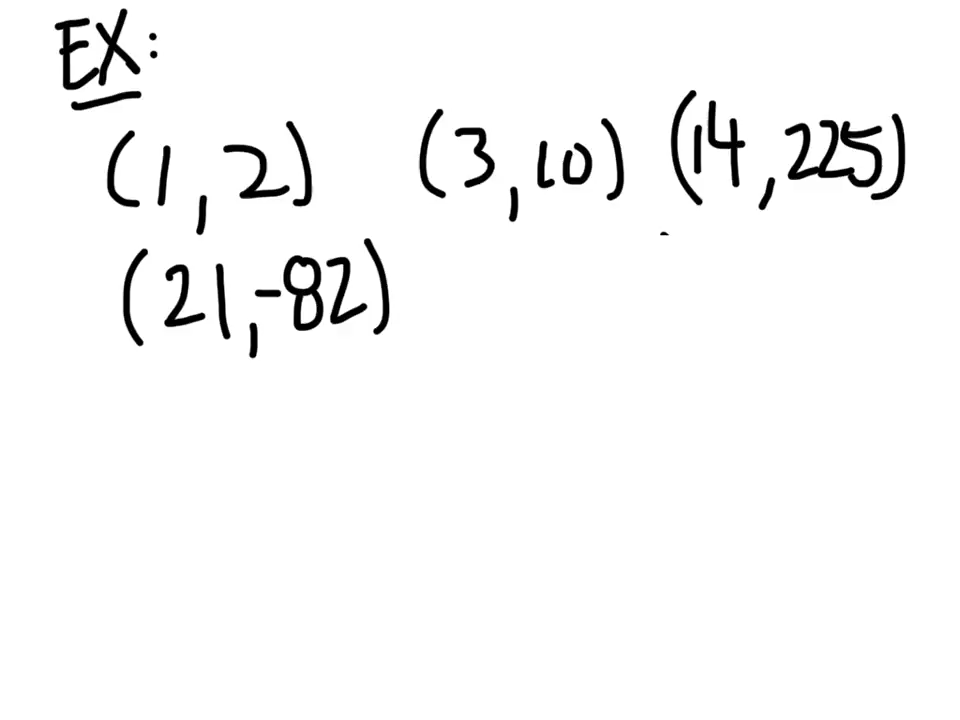 EX:
(1,2) (3,10) (14,225)
(21,-82)